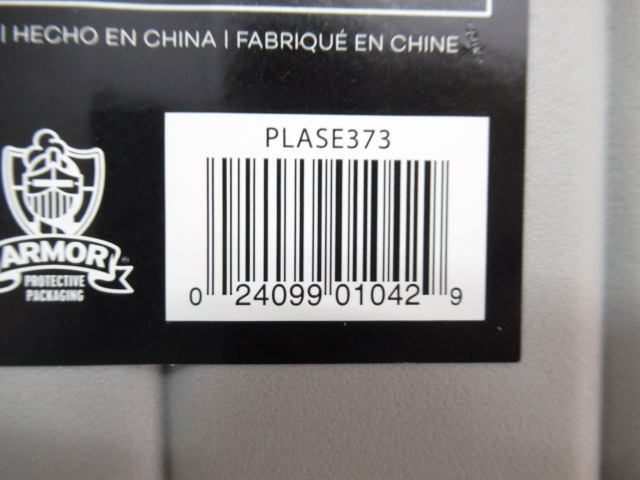 | HECHO EN CHINA | FABRIQUÉ EN CHINE
PLASE373
0 24099 01042 9
ARMOR
®
PROTECTIVE
PACKAGING